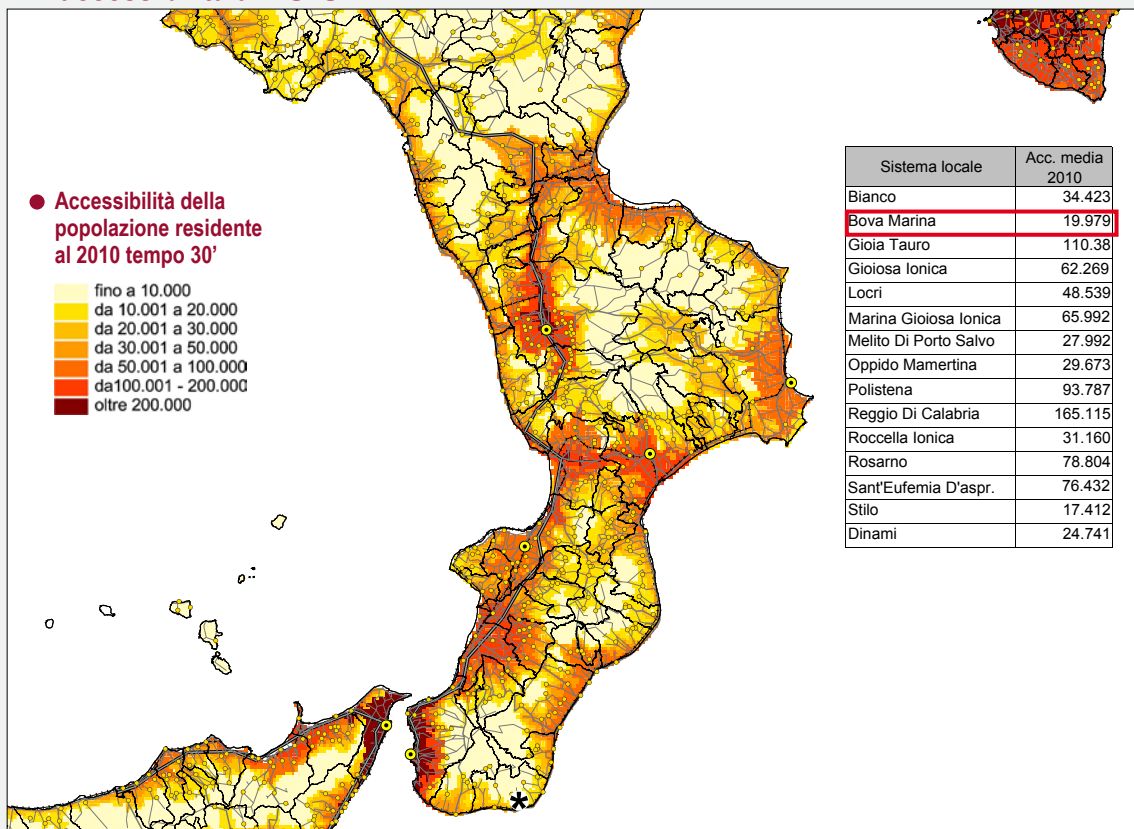 ● Accessibilità della
popolazione residente
al 2010 tempo 30’
fino a 10.000
da 10.001 a 20.000
da 20.001 a 30.000
da 30.001 a 50.000
da 50.001 a 100.000
da100.001 - 200.000
oltre 200.000
Sistema locale Acc. media 2010
Bianco 34.423
Bova Marina 19.979
Gioia Tauro 110.38
Gioiosa Ionica 62.269
Locri 48.539
Marina Gioiosa Ionica 65.992
Melito Di Porto Salvo 27.992
Oppido Mamertina 29.673
Polistena 93.787
Reggio Di Calabria 165.115
Roccella Ionica 31.160
Rosarno 78.804
Sant'Eufemia D'aspr. 76.432
Stilo 17.412
Dinami 24.741
*